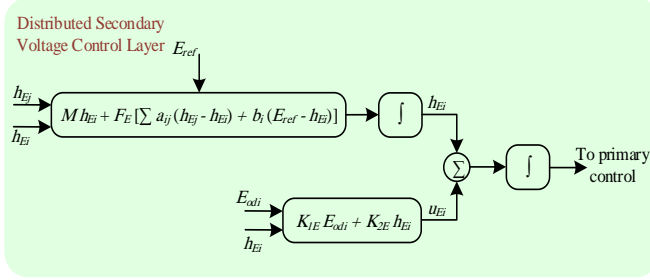 Distributed Secondary
Voltage Control Layer
E_ref
h_Ej
h_Ei
M h_Ei + F_E [∑ a_ij (h_Ej - h_Ei) + b_i (E_ref - h_Ei)]
∫
h_Ei
∑
∫
To primary
control
E_odi
h_Ei
K_1E E_odi + K_2E h_Ei
u_Ei